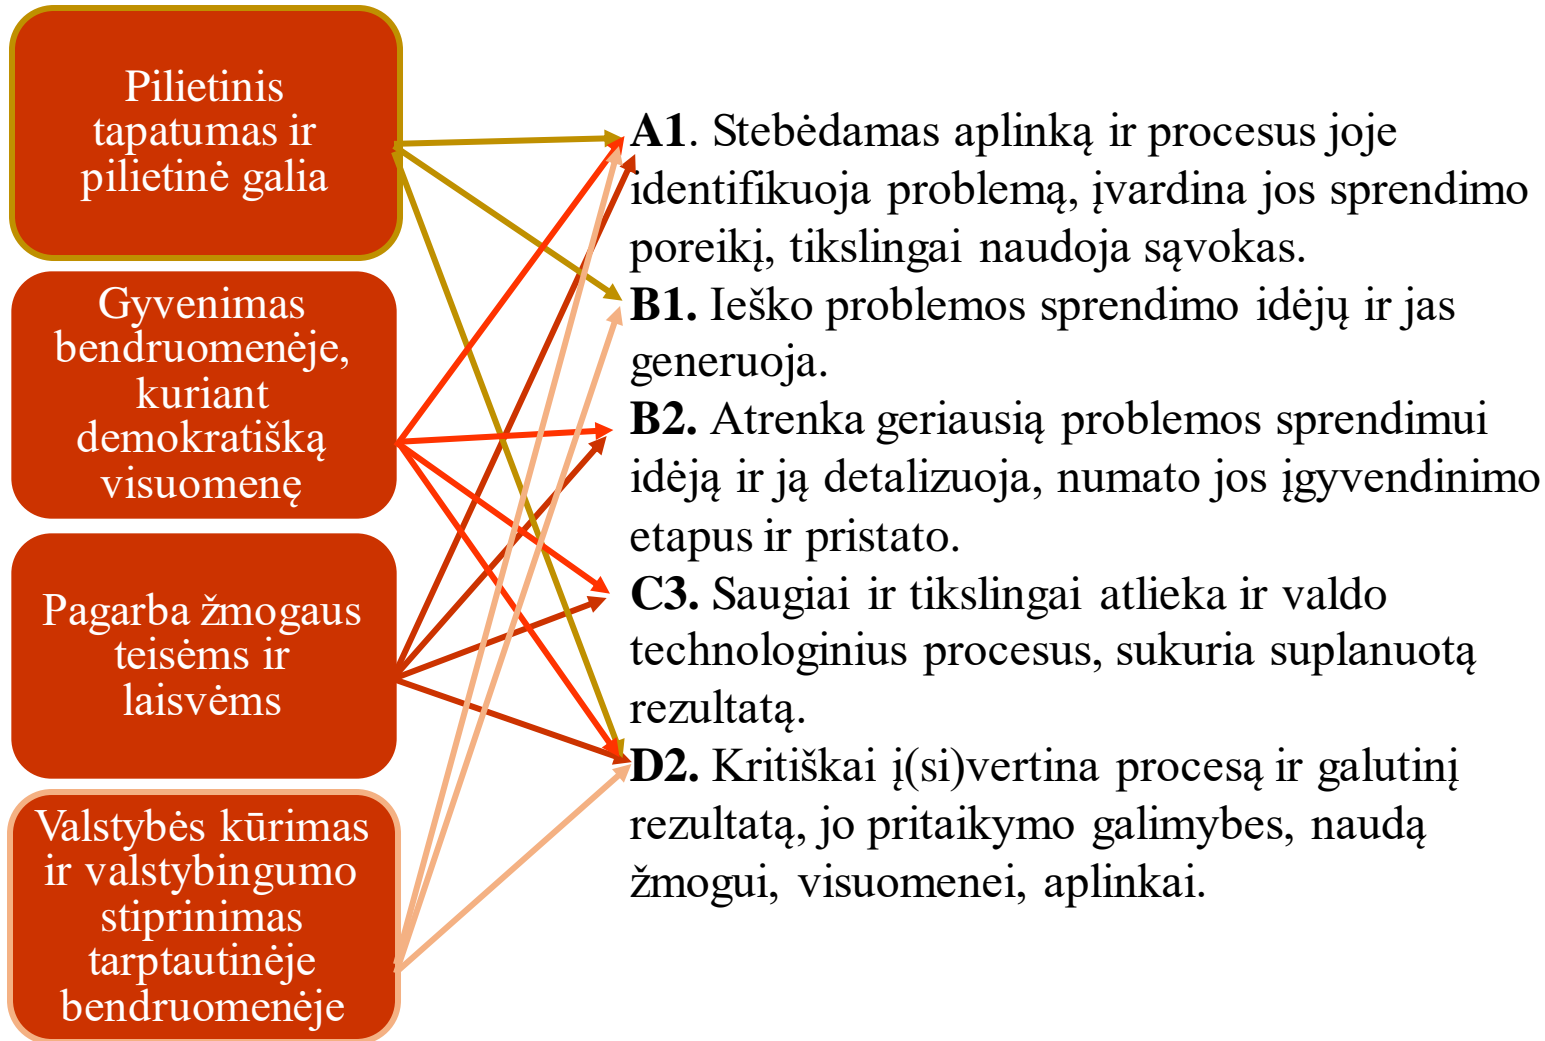 Pilietinis
tapatumas ir
pilietinė galia
Gyvenimas
bendruomenėje,
kuriant
demokratišką
visuomenę
Pagarba žmogaus
teisėms ir
laisvėms
Valstybės kūrimas
ir valstybingumo
stiprinimas
tarptautinėje
bendruomenėje
A1. Stebėdamas aplinką ir procesus joje
identifikuoja problemą, įvardina jos sprendimo
poreikį, tikslingai naudoja sąvokas.
B1. Ieško problemos sprendimo idėjų ir jas
generuoja.
B2. Atrenka geriausią problemos sprendimui
idėją ir ją detalizuoja, numato jos įgyvendinimo
etapus ir pristato.
C3. Saugiai ir tikslingai atlieka ir valdo
technologinius procesus, sukuria suplanuotą
rezultatą.
D2. Kritiškai į(si)vertina procesą ir galutinį
rezultatą, jo pritaikymo galimybes, naudą
žmogui, visuomenei, aplinkai.